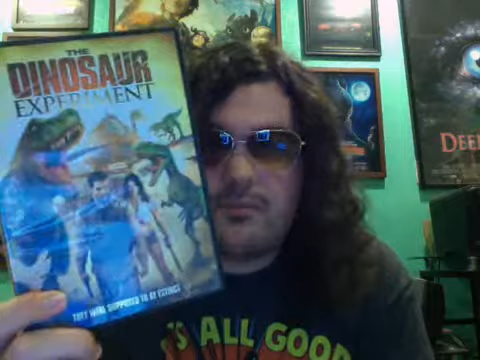 THE
DINOSAUR
EXPERIMENT
THEY WERE SUPPOSED TO BE EXTINCT
'S ALL GOOD
DEE